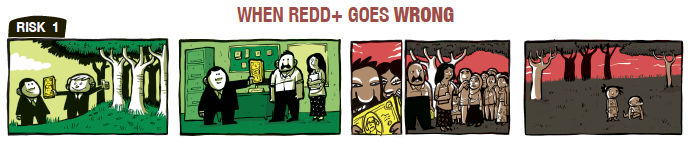 WHEN REDD+ GOES WRONG
RISK 1